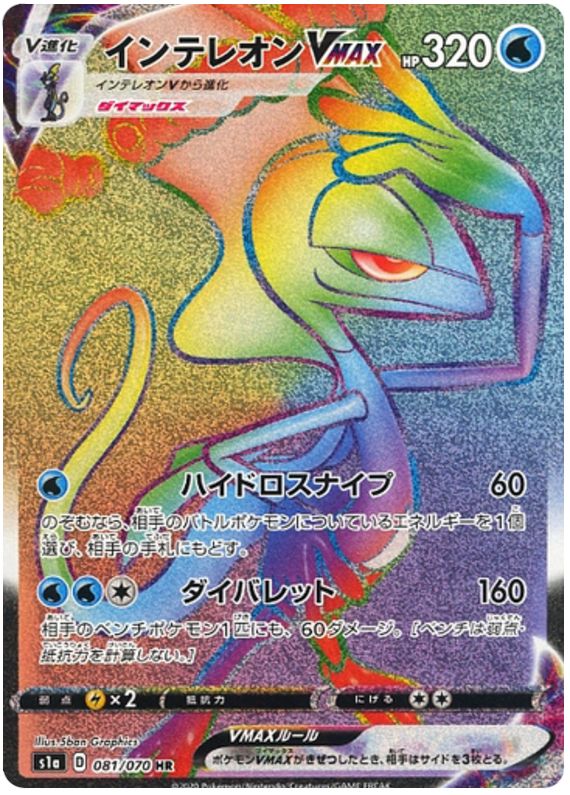 V進化
インテレオンVMAX HP320
インテレオンVから進化
ダイマックス
ハイドロスナイプ 60
のぞむなら、相手のバトルポケモンについているエネルギーを1個
選び、相手の手札にもどす。
ダイバレット 160
相手のベンチポケモン1匹にも、60ダメージ。[ベンチは弱点・
抵抗力を計算しない。]
弱点 ×2 抵抗力 にげる
Illus. 5ban Graphics
VMAXルール
s1a D 081/070 HR
ポケモンVMAXがきぜつしたとき、相手はサイドを3枚とる。
©2020 Pokémon/Nintendo/Creatures/GAME FREAK